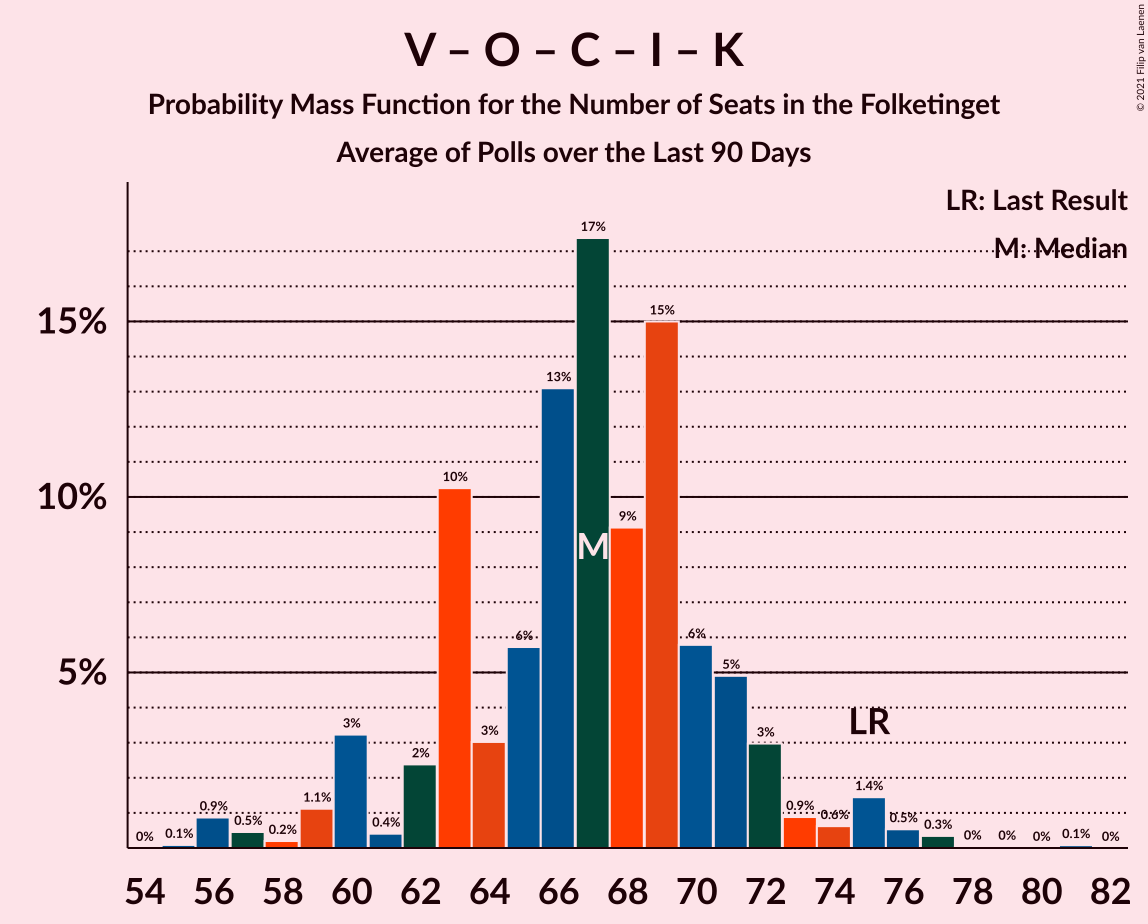 V – O – C – I – K
Probability Mass Function for the Number of Seats in the Folketinget
Average of Polls over the Last 90 Days
© 2021 Filip van Laenen
LR: Last Result
M: Median
15%
10%
5%
0% 0.1% 0.9% 0.5% 0.2% 1.1% 3% 0.4% 2% 10% 3% 6% 13% 17% 9% 15% 6% 5% 3% 0.9% 0.6% 1.4% 0.5% 0.3% 0% 0% 0% 0.1% 0%
M
LR
54 56 58 60 62 64 66 68 70 72 74 76 78 80 82